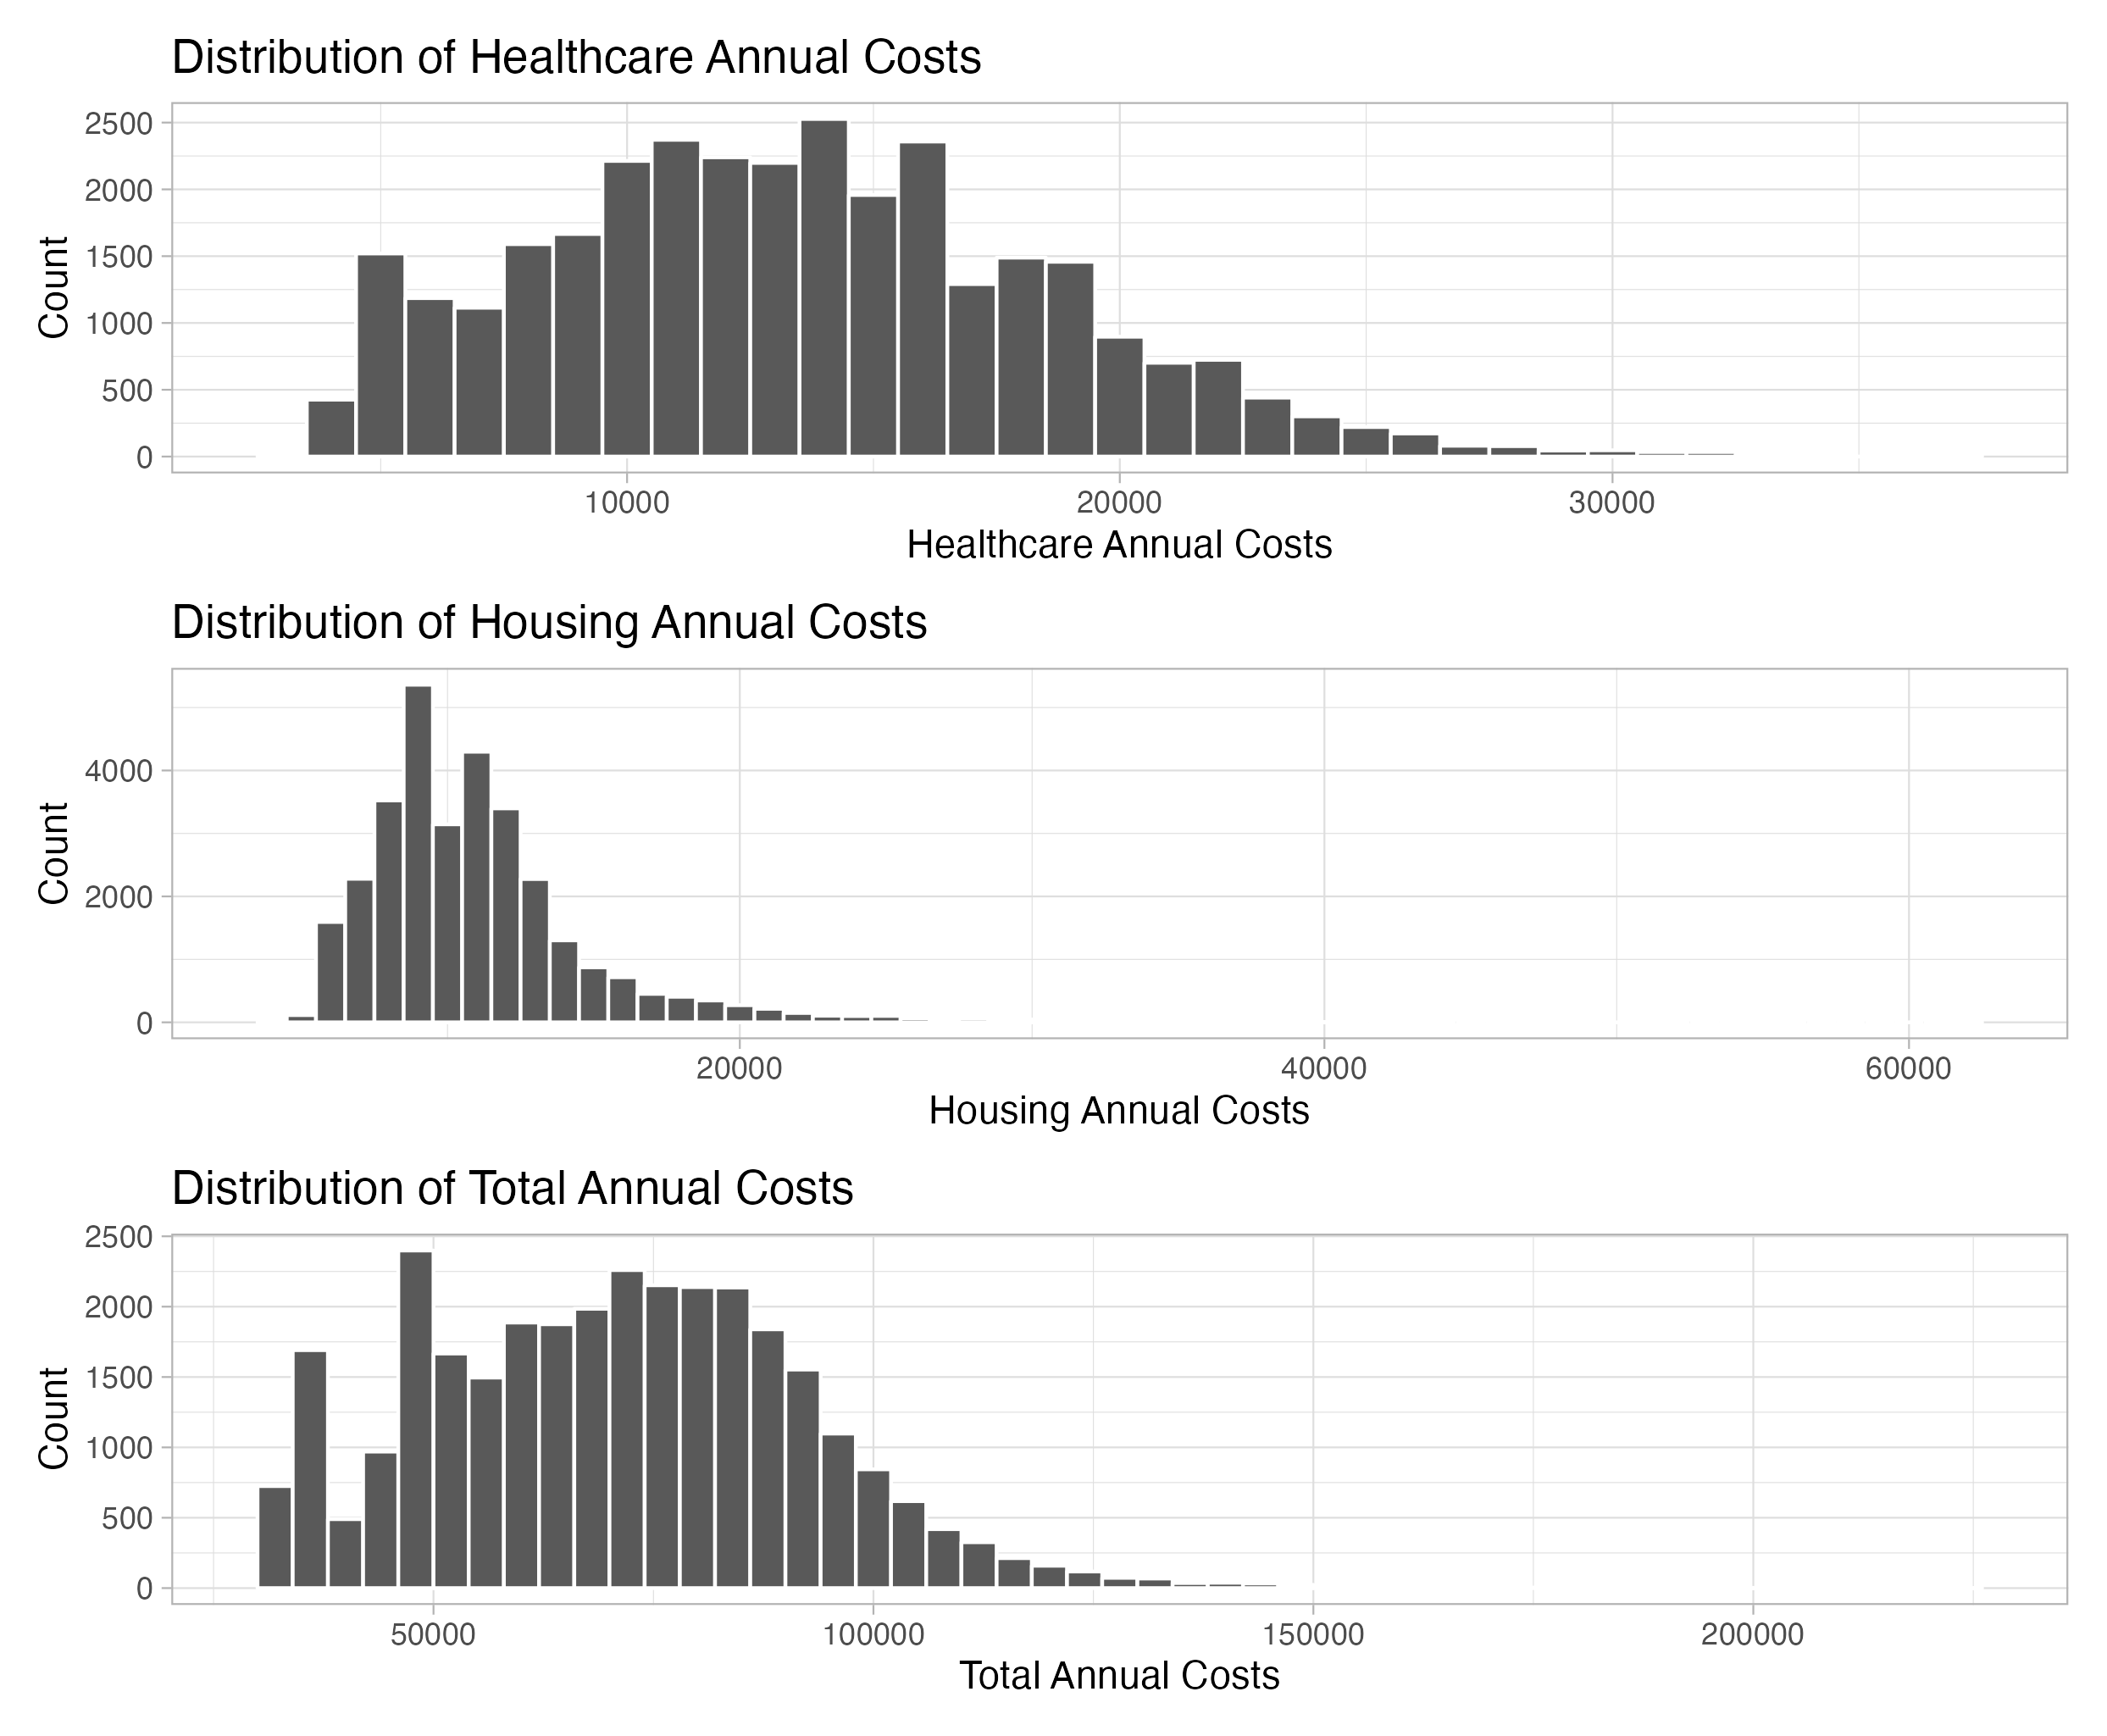 Distribution of Healthcare Annual Costs
2500
2000
1500
1000
500
0
Count
10000 20000 30000
Healthcare Annual Costs
Distribution of Housing Annual Costs
4000
2000
0
Count
20000 40000 60000
Housing Annual Costs
Distribution of Total Annual Costs
2500
2000
1500
1000
500
0
Count
50000 100000 150000 200000
Total Annual Costs